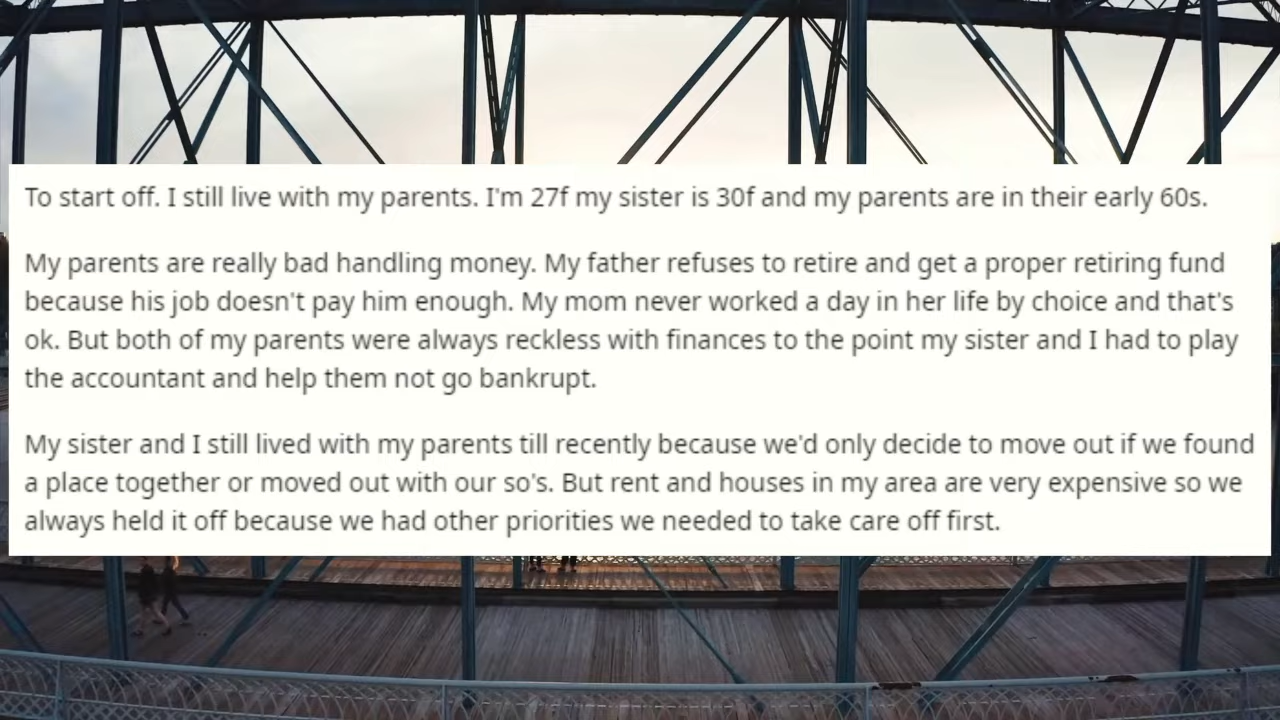 To start off. I still live with my parents. I'm 27f my sister is 30f and my parents are in their early 60s.
My parents are really bad handling money. My father refuses to retire and get a proper retiring fund
because his job doesn't pay him enough. My mom never worked a day in her life by choice and that's
ok. But both of my parents were always reckless with finances to the point my sister and I had to play
the accountant and help them not go bankrupt.
My sister and I still lived with my parents till recently because we'd only decide to move out if we found
a place together or moved out with our so's. But rent and houses in my area are very expensive so we
always held it off because we had other priorities we needed to take care off first.